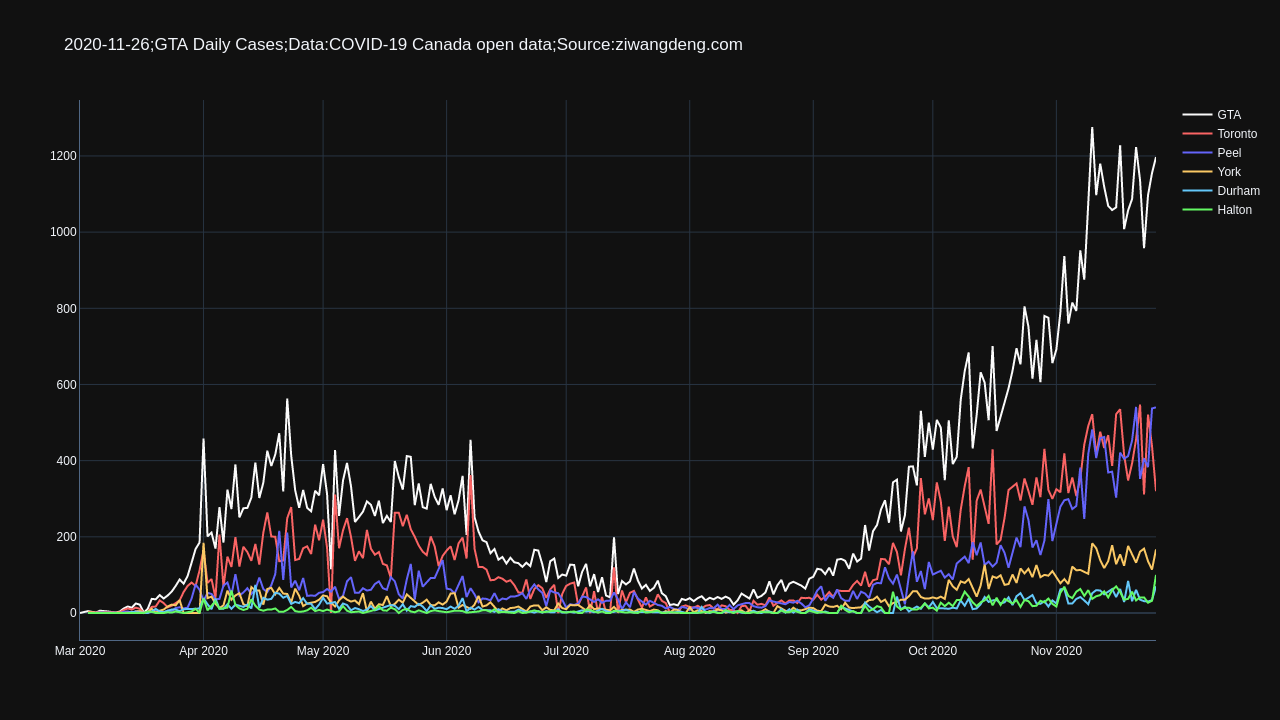 2020-11-26;GTA Daily Cases;Data:COVID-19 Canada open data;Source:ziwangdeng.com
GTA
Toronto
Peel
York
Durham
Halton
1200
1000
800
600
400
200
0
Mar 2020 Apr 2020 May 2020 Jun 2020 Jul 2020 Aug 2020 Sep 2020 Oct 2020 Nov 2020